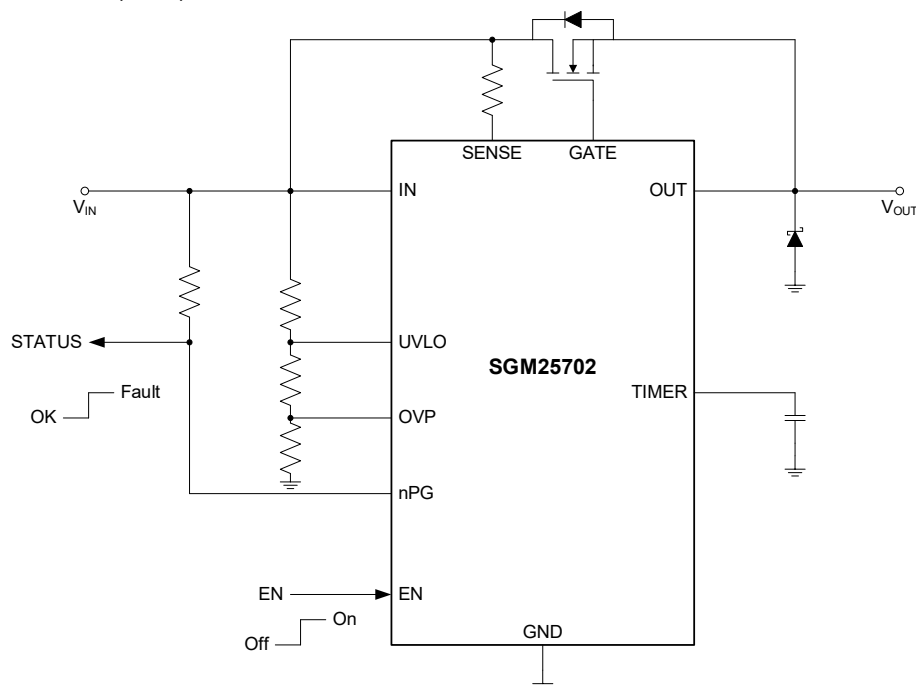 SENSE
GATE
IN
OUT
VIN
VOUT
STATUS
UVLO
SGM25702
Fault
TIMER
OK
OVP
nPG
EN
EN
On
Off
GND